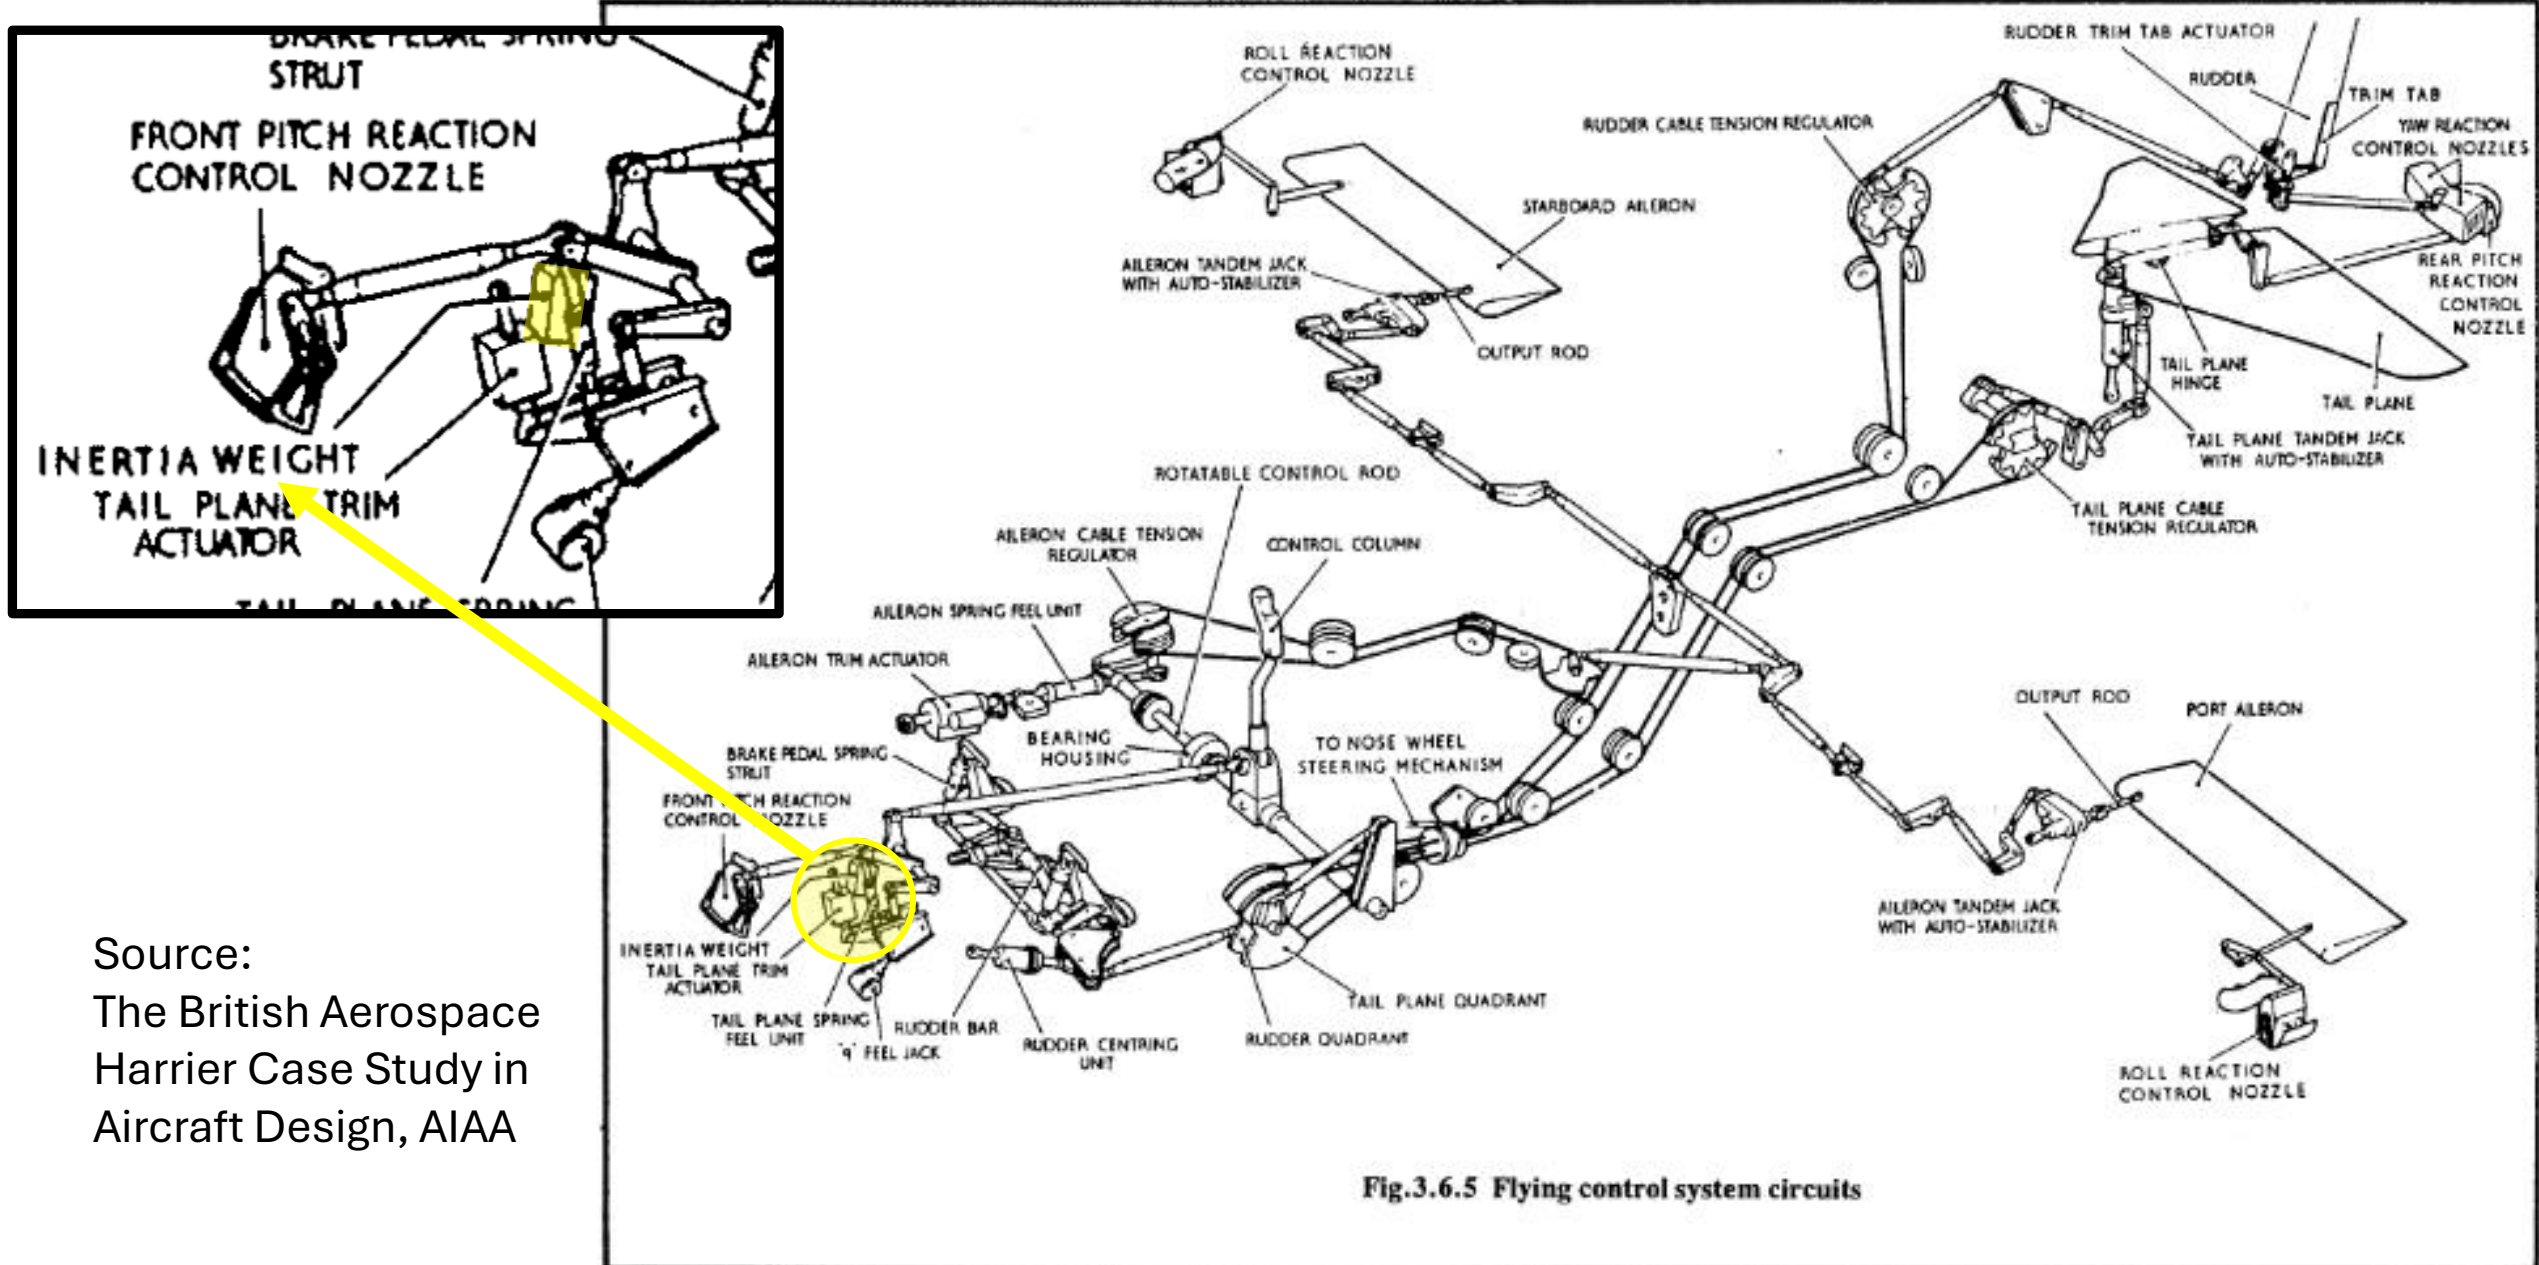 STRUT
FRONT PITCH REACTION
CONTROL NOZZLE
INERTIA WEIGHT
TAIL PLANE TRIM
ACTUATOR
TAIL PLANE SPRING
Source:
The British Aerospace
Harrier Case Study in
Aircraft Design, AIAA
ROLL REACTION
CONTROL NOZZLE
RUDDER TRIM TAB ACTUATOR
RUDDER
TRIM TAB
YAW REACTION
CONTROL NOZZLES
RUDDER CABLE TENSION REGULATOR
STARBOARD AILERON
AILERON TANDEM JACK
WITH AUTO-STABILIZER
OUTPUT ROD
REAR PITCH
REACTION
CONTROL
NOZZLE
TAIL PLANE
HINGE
TAIL PLANE
TAIL PLANE TANDEM JACK
WITH AUTO-STABILIZER
TAIL PLANE CABLE
TENSION REGULATOR
ROTATABLE CONTROL ROD
AILERON CABLE TENSION
REGULATOR
CONTROL COLUMN
AILERON SPRING FEEL UNIT
AILERON TRIM ACTUATOR
BEARING
HOUSING
BRAKE PEDAL SPRING
STRUT
TO NOSE WHEEL
STEERING MECHANISM
OUTPUT ROD
PORT AILERON
FRONT PITCH REACTION
CONTROL NOZZLE
INERTIA WEIGHT
TAIL PLANE TRIM
ACTUATOR
TAIL PLANE SPRING
FEEL UNIT
'q' FEEL JACK
RUDDER BAR
RUDDER CENTRING
UNIT
TAIL PLANE QUADRANT
RUDDER QUADRANT
AILERON TANDEM JACK
WITH AUTO-STABILIZER
ROLL REACTION
CONTROL NOZZLE
Fig.3.6.5 Flying control system circuits